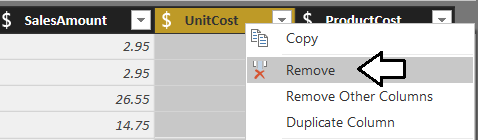 $ SalesAmount $ UnitCost $ ProductCost
Copy
2.95
Remove
2.95
Remove Other Columns
26.55
Duplicate Column
14.75